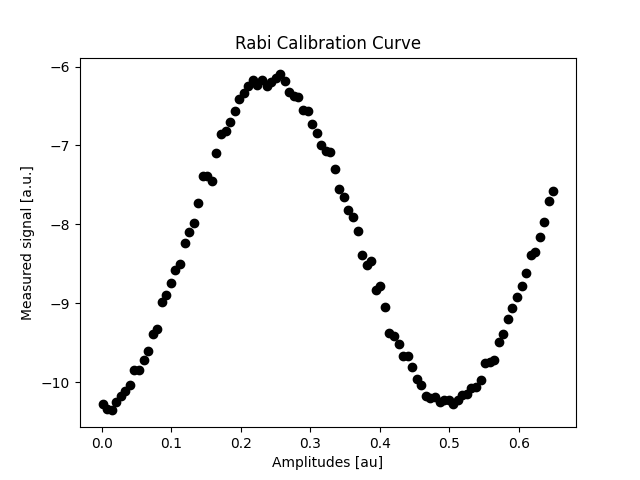 Rabi Calibration Curve
Measured signal [a.u.]
−6
−7
−8
−9
−10
0.0 0.1 0.2 0.3 0.4 0.5 0.6
Amplitudes [au]